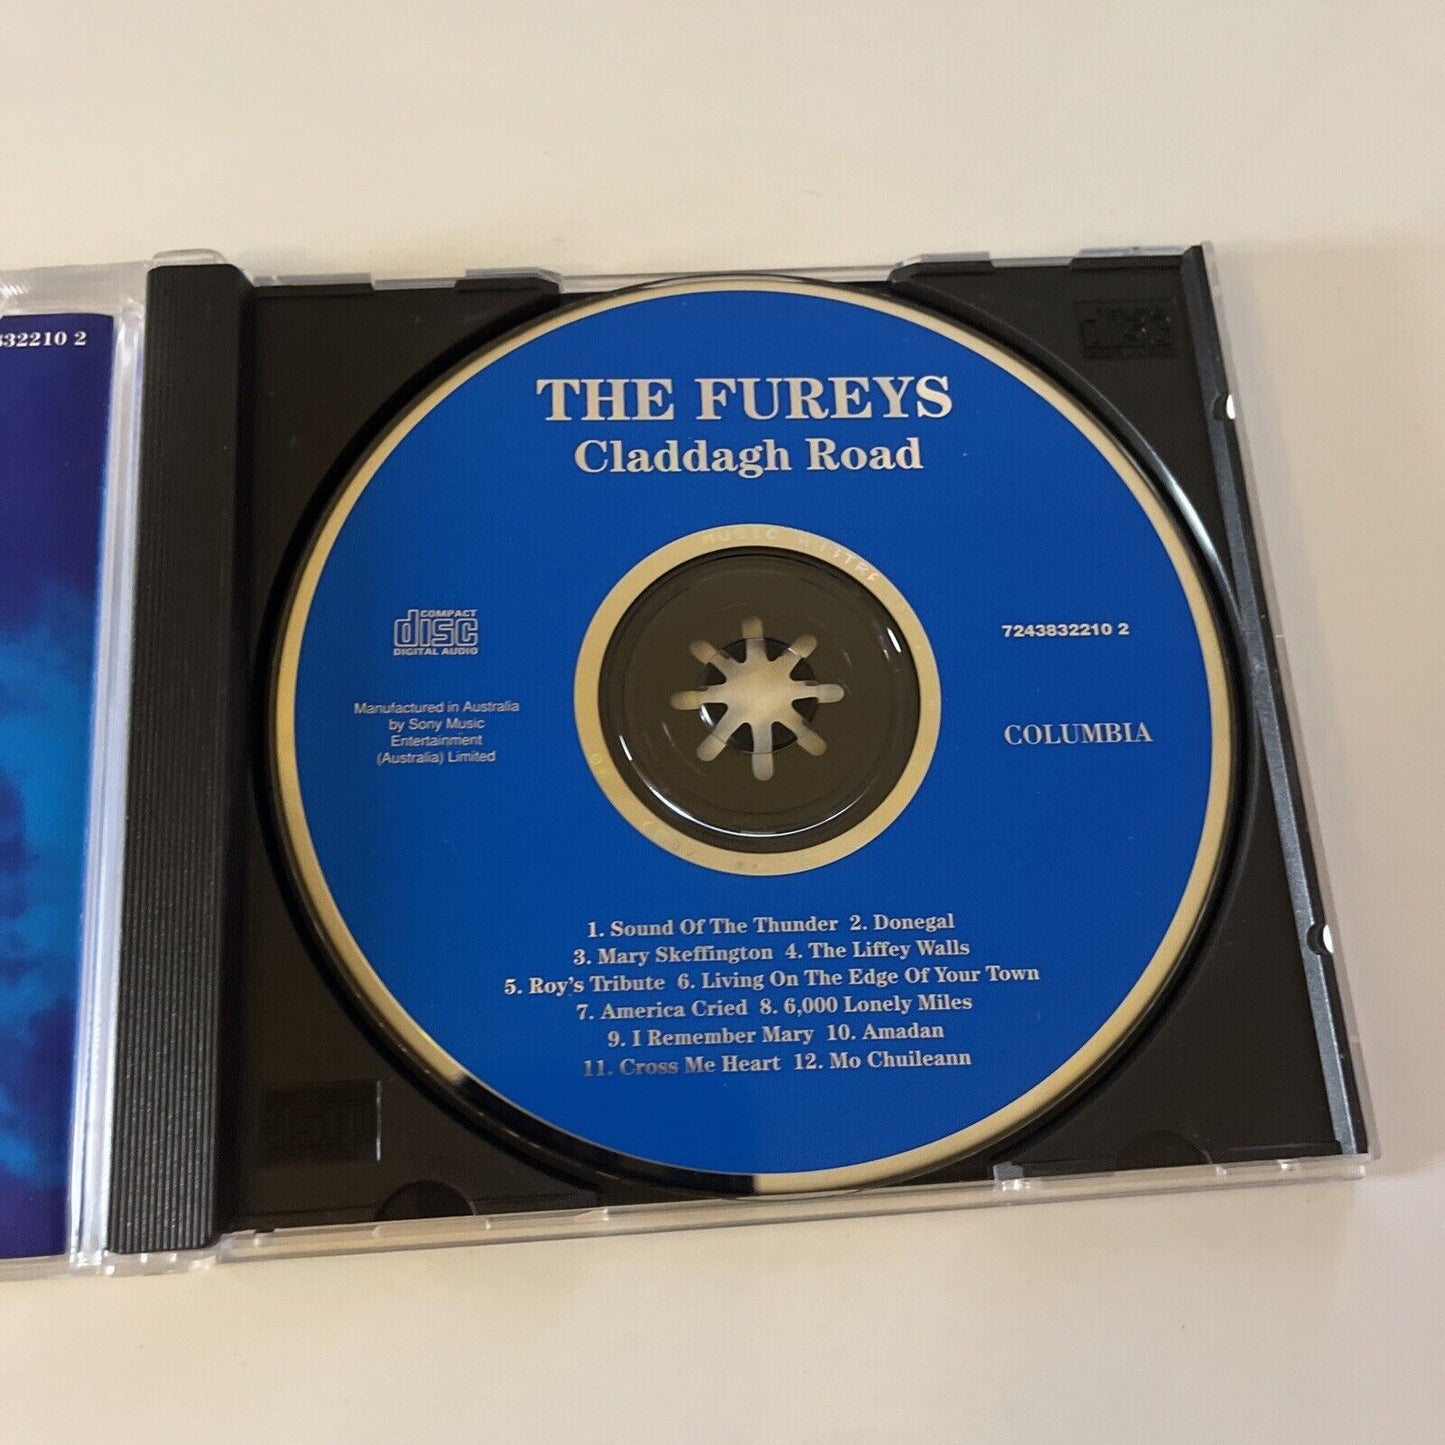 32210 2
THE FUREYS
Claddagh Road
COMPACT
disc
DIGITAL AUDIO
7243832210 2
Manufactured in Australia
by Sony Music
Entertainment
(Australia) Limited
COLUMBIA
1. Sound Of The Thunder 2. Donegal
3. Mary Skeffington 4. The Liffey Walls
5. Roy's Tribute 6. Living On The Edge Of Your Town
7. America Cried 8. 6,000 Lonely Miles
9. I Remember Mary 10. Amadan
11. Cross Me Heart 12. Mo Chuileann